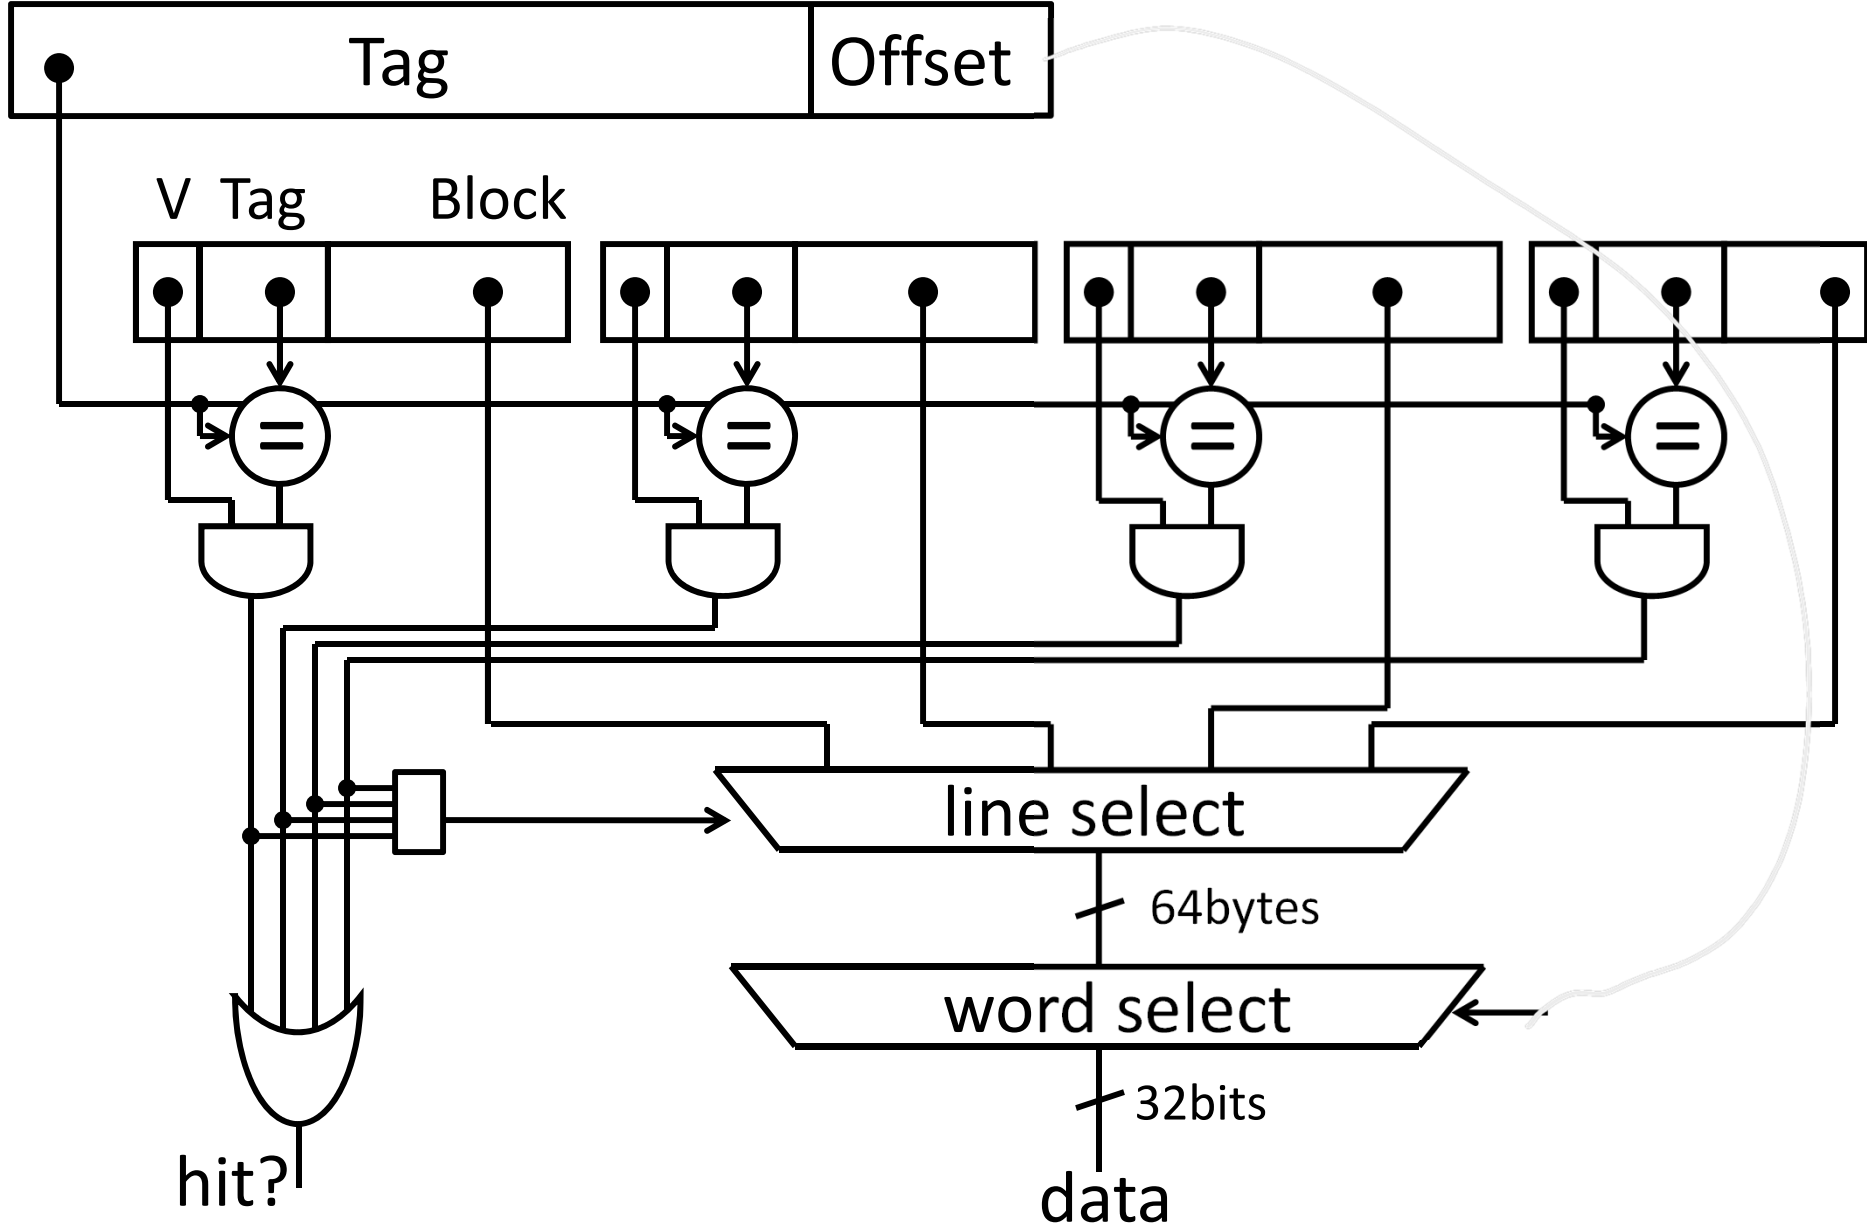 Tag Offset
V Tag Block
= = = =
line select
64bytes
word select
32bits
hit?
data